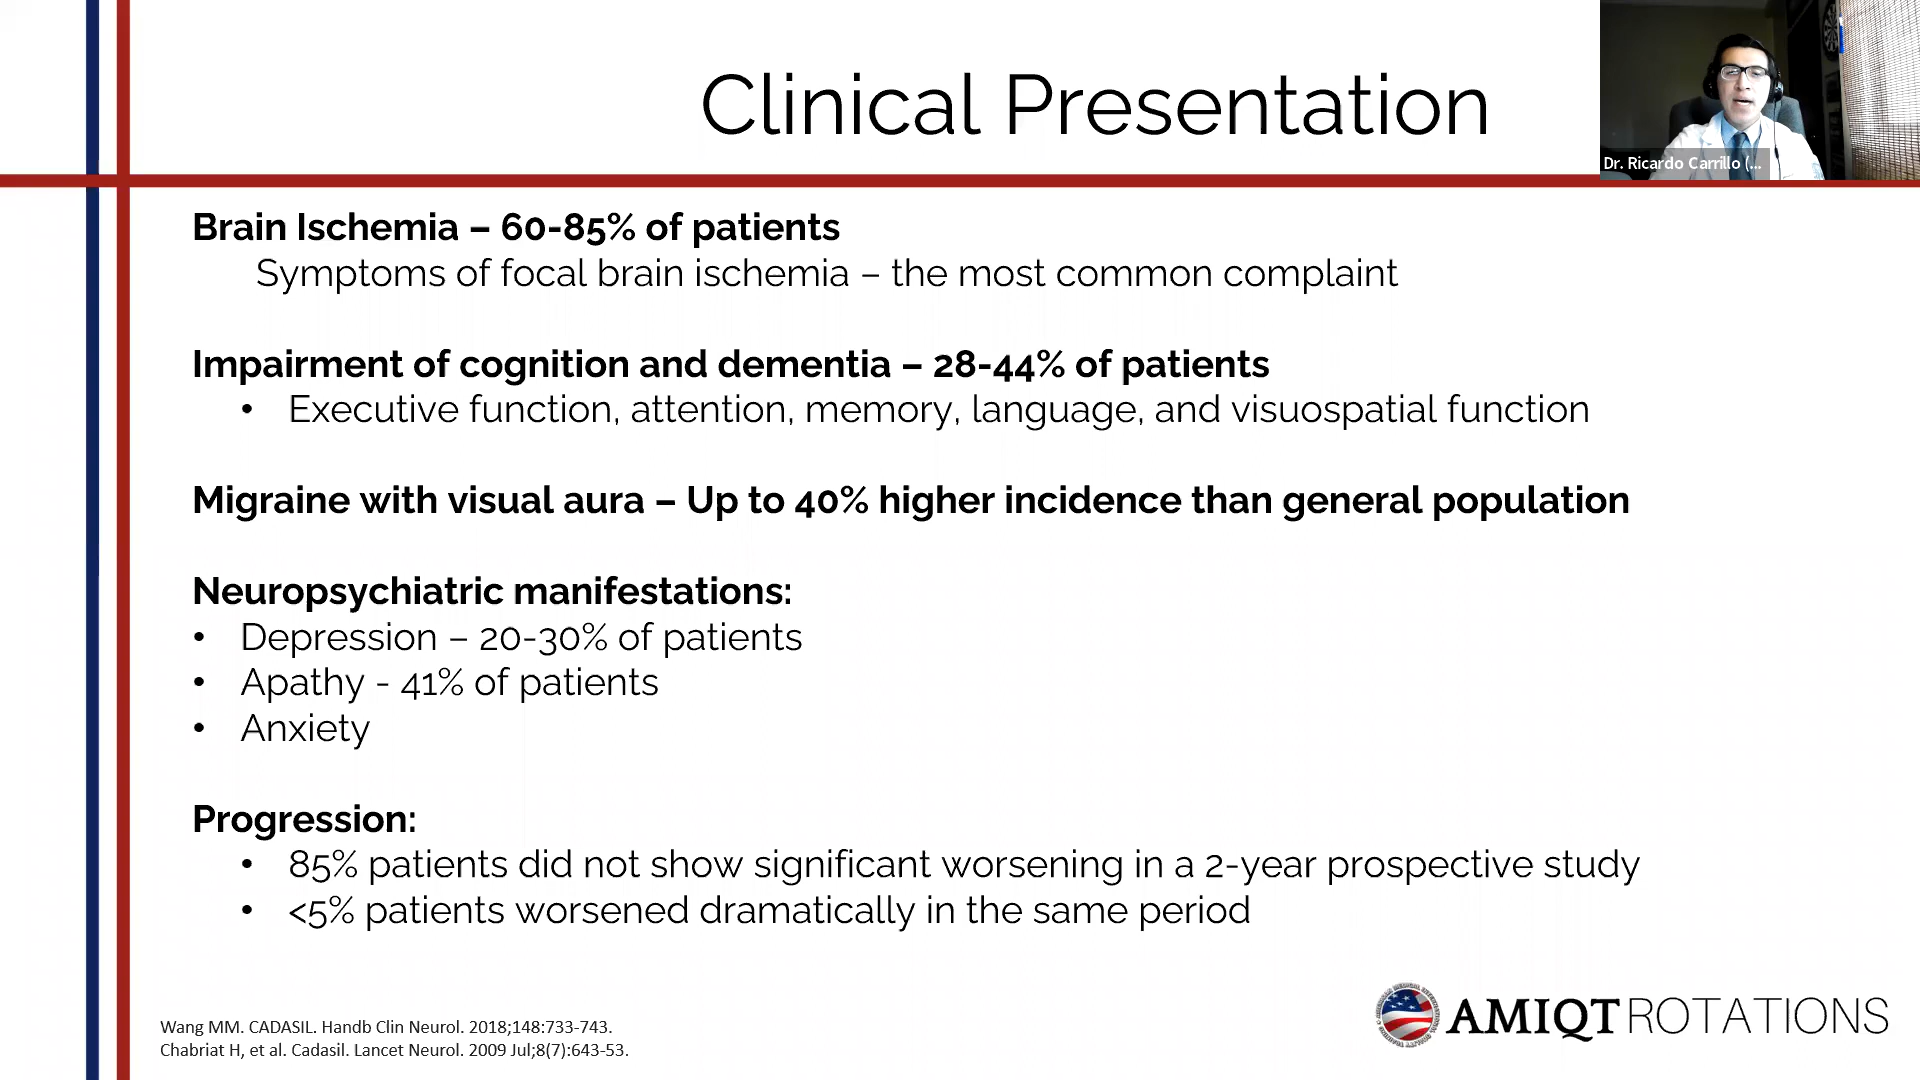 Clinical Presentation
Dr. Ricardo Carrillo (...
Brain Ischemia – 60-85% of patients
Symptoms of focal brain ischemia – the most common complaint
Impairment of cognition and dementia – 28-44% of patients
• Executive function, attention, memory, language, and visuospatial function
Migraine with visual aura – Up to 40% higher incidence than general population
Neuropsychiatric manifestations:
• Depression – 20-30% of patients
• Apathy - 41% of patients
• Anxiety
Progression:
• 85% patients did not show significant worsening in a 2-year prospective study
• <5% patients worsened dramatically in the same period
Wang MM. CADASIL. Handb Clin Neurol. 2018;148:733-743.
Chabriat H, et al. Cadasil. Lancet Neurol. 2009 Jul;8(7):643-53.
AMIQT ROTATIONS